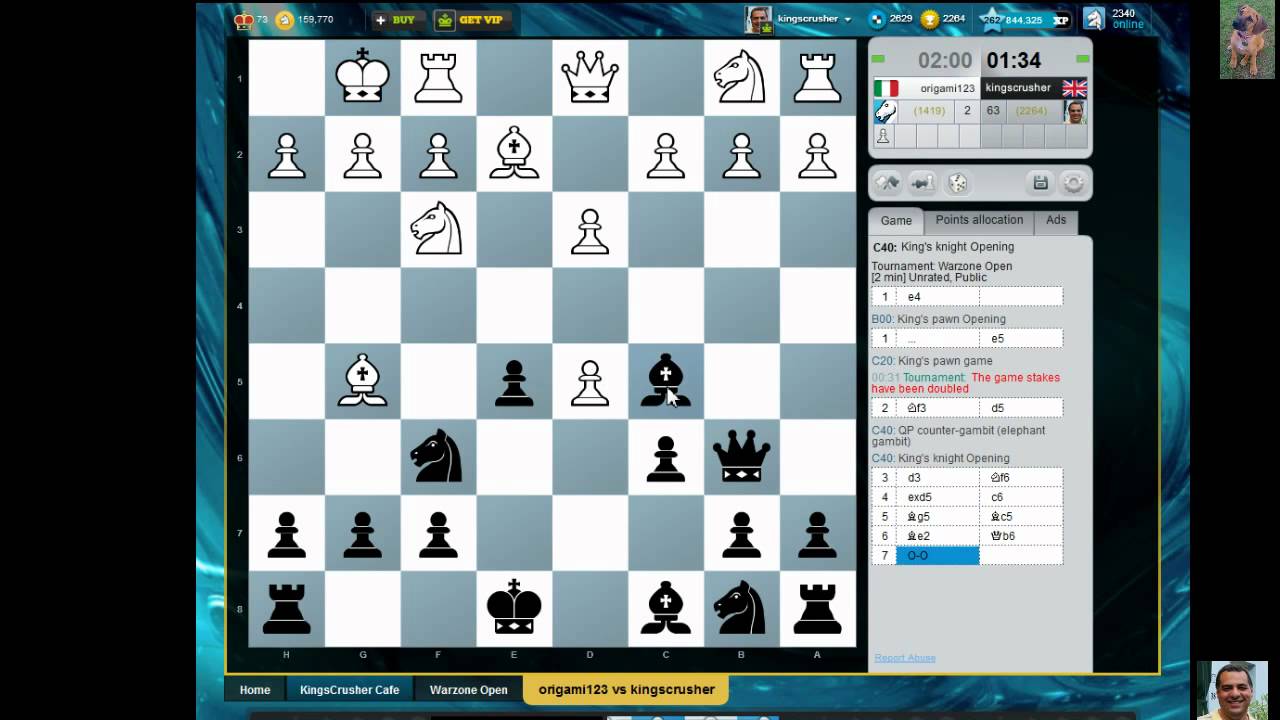 73 159,770 + BUY GET VIP kingscrusher 2629 2264 262 844,325 XP 2340
online
02:00 01:34
origami123 kingscrusher
(1419) 2 63 (2264)
Game Points allocation Ads
C40: King's knight Opening
Tournament: Warzone Open
[2 min] Unrated, Public
1 e4
B00: King's pawn Opening
1 ... e5
C20: King's pawn game
00:31 Tournament: The game stakes
have been doubled
2 ♘f3 d5
C40: QP counter-gambit (elephant
gambit)
C40: King's knight Opening
3 d3 ♘f6
4 exd5 c6
5 ♗g5 ♗c5
6 ♗e2 ♕b6
7 O-O
Report Abuse
1
2
3
4
5
6
7
8
H G F E D C B A
Home KingsCrusher Cafe Warzone Open origami123 vs kingscrusher